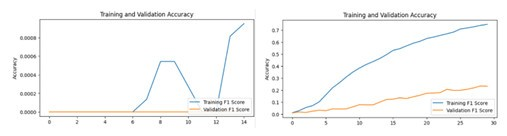 Training and Validation Accuracy
0.0008
0.0006
0.0004
0.0002
0.0000
Accuracy
0 2 4 6 8 10 12 14
Training F1 Score
Validation F1 Score
Training and Validation Accuracy
0.7
0.6
0.5
0.4
0.3
0.2
0.1
0.0
Accuracy
0 5 10 15 20 25 30
Training F1 Score
Validation F1 Score